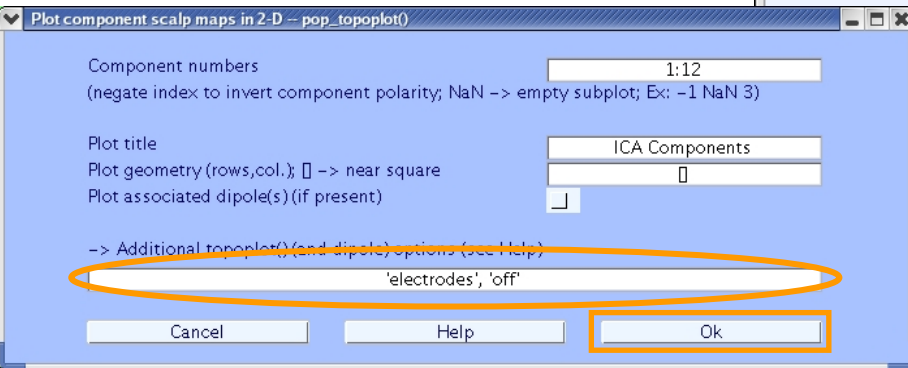 Plot component scalp maps in 2-D -- pop_topoplot()
Component numbers 1:12
(negate index to invert component polarity; NaN -> empty subplot; Ex: -1 NaN 3)
Plot title ICA Components
Plot geometry (rows,col.); [] -> near square []
Plot associated dipole(s) (if present)
-> Additional topoplot() (and dipole) options (see Help)
'electrodes', 'off'
Cancel Help Ok